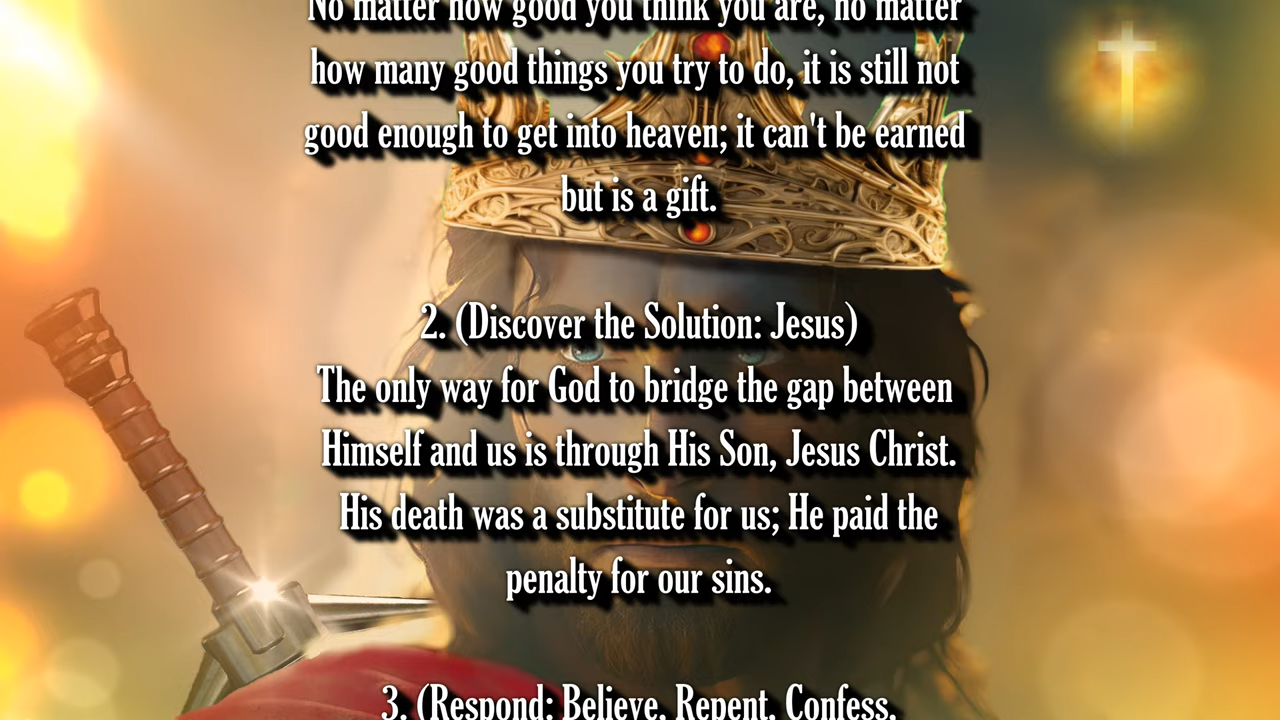 No matter how good you think you are, no matter
how many good things you try to do, it is still not
good enough to get into heaven; it can't be earned
but is a gift.
2. (Discover the Solution: Jesus)
The only way for God to bridge the gap between
Himself and us is through His Son, Jesus Christ.
His death was a substitute for us; He paid the
penalty for our sins.
3. (Respond: Believe, Repent, Confess,